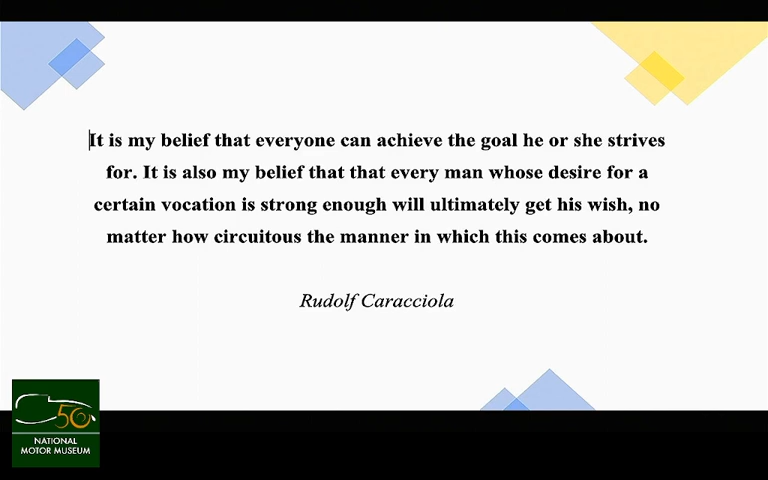 It is my belief that everyone can achieve the goal he or she strives
for. It is also my belief that that every man whose desire for a
certain vocation is strong enough will ultimately get his wish, no
matter how circuitous the manner in which this comes about.
Rudolf Caracciola
50
NATIONAL
MOTOR MUSEUM